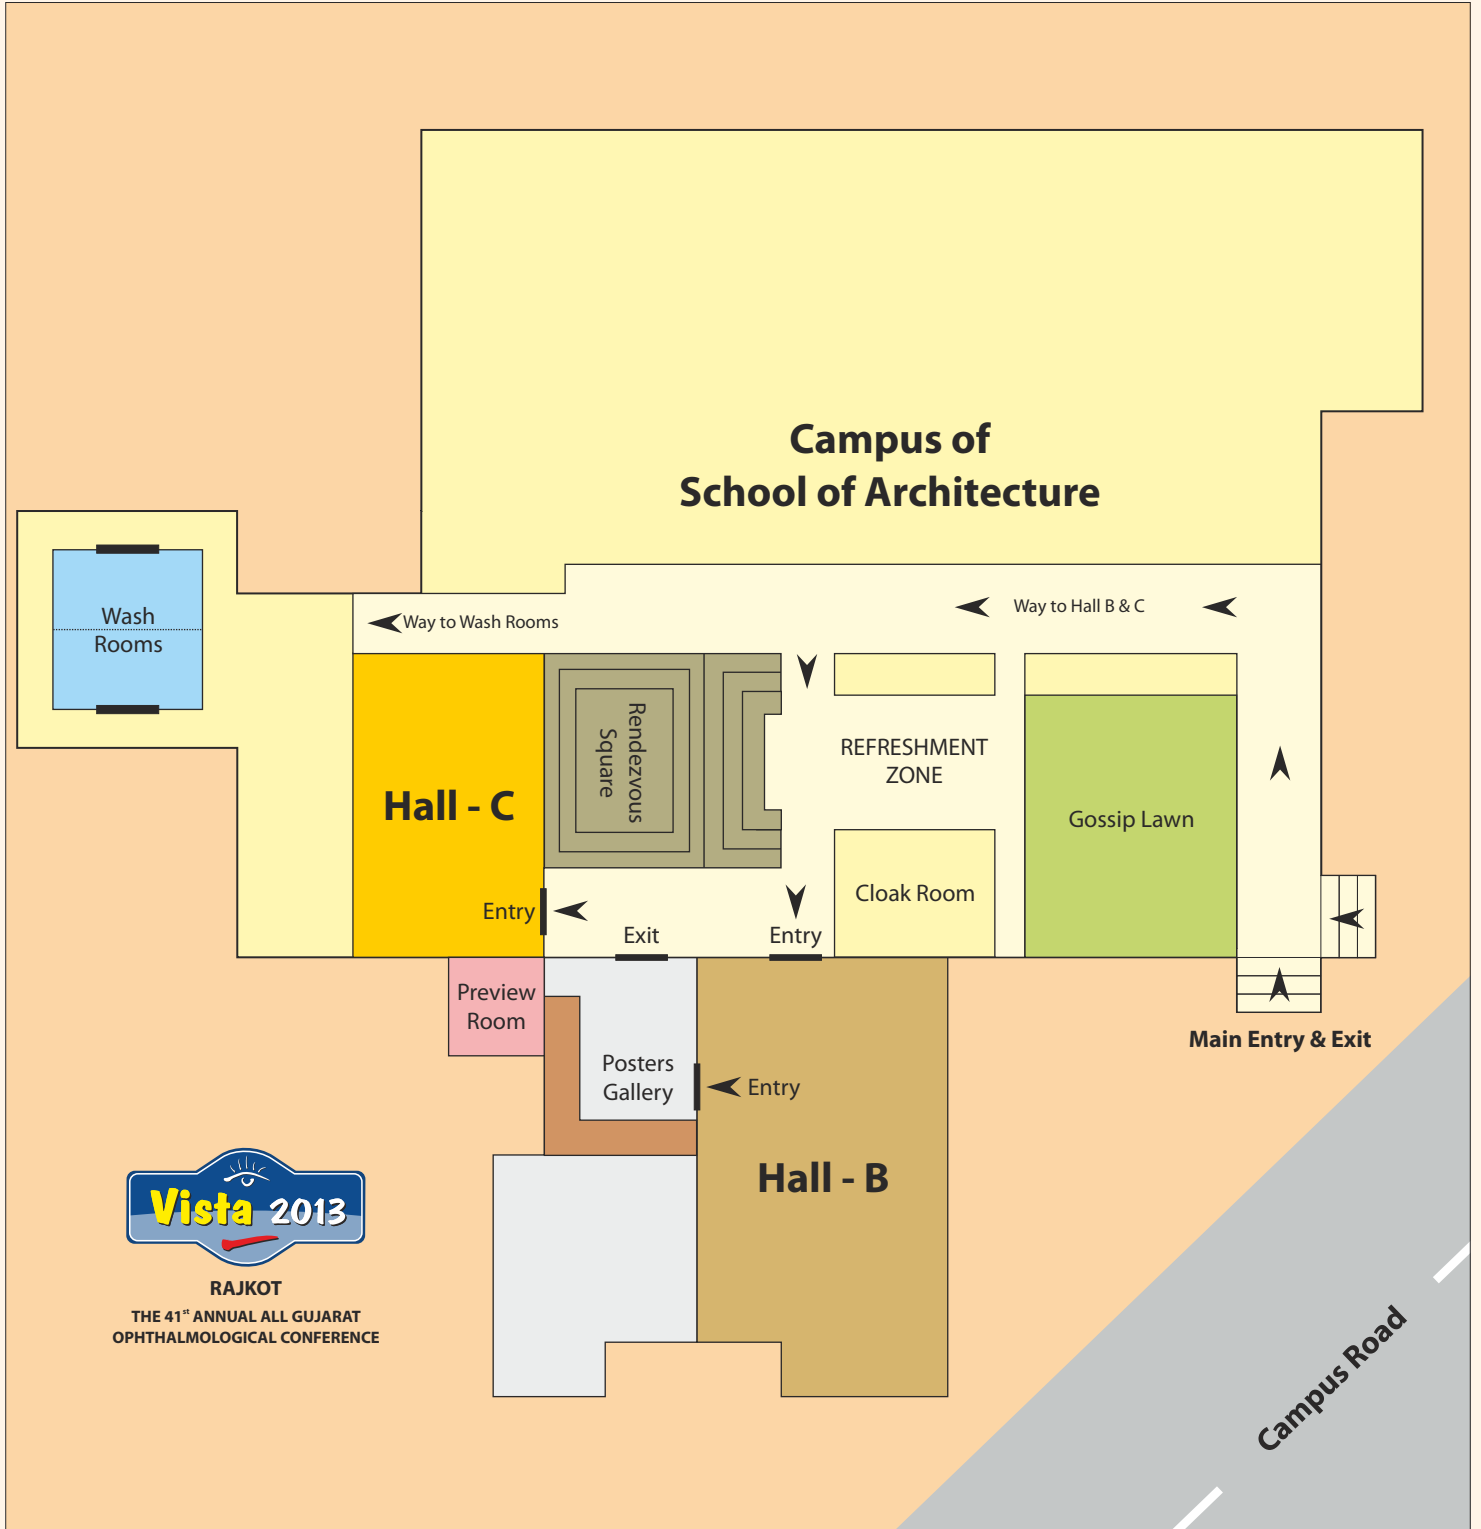 Campus of
School of Architecture
Way to Hall B & C
Way to Wash Rooms
Wash
Rooms
Rendezvous
Square
REFRESHMENT
ZONE
Hall - C
Gossip Lawn
Cloak Room
Entry
Exit
Entry
Preview
Room
Main Entry & Exit
Posters
Gallery
Entry
Hall - B
Vista 2013
RAJKOT
THE 41st ANNUAL ALL GUJARAT
OPHTHALMOLOGICAL CONFERENCE
Campus Road